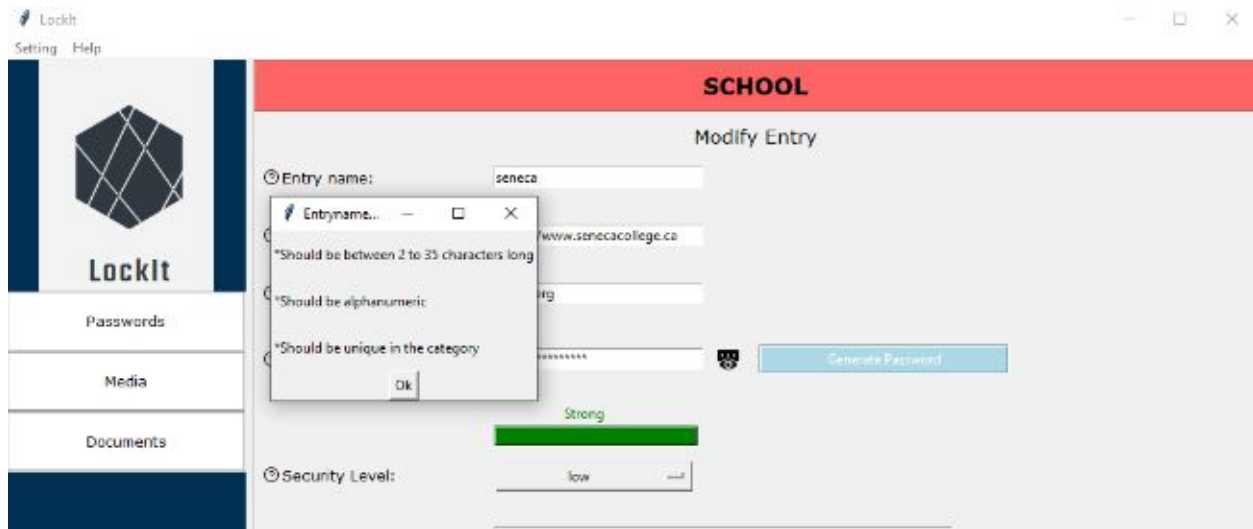 LockIt
Setting Help
SCHOOL
Modify Entry
Entry name:
seneca
Entryname...
www.senecacollege.ca
*Should be between 2 to 35 characters long
LockIt
*Should be alphanumeric
Passwords
*Should be unique in the category
Generate Password
Ok
Media
Strong
Documents
Security Level:
low